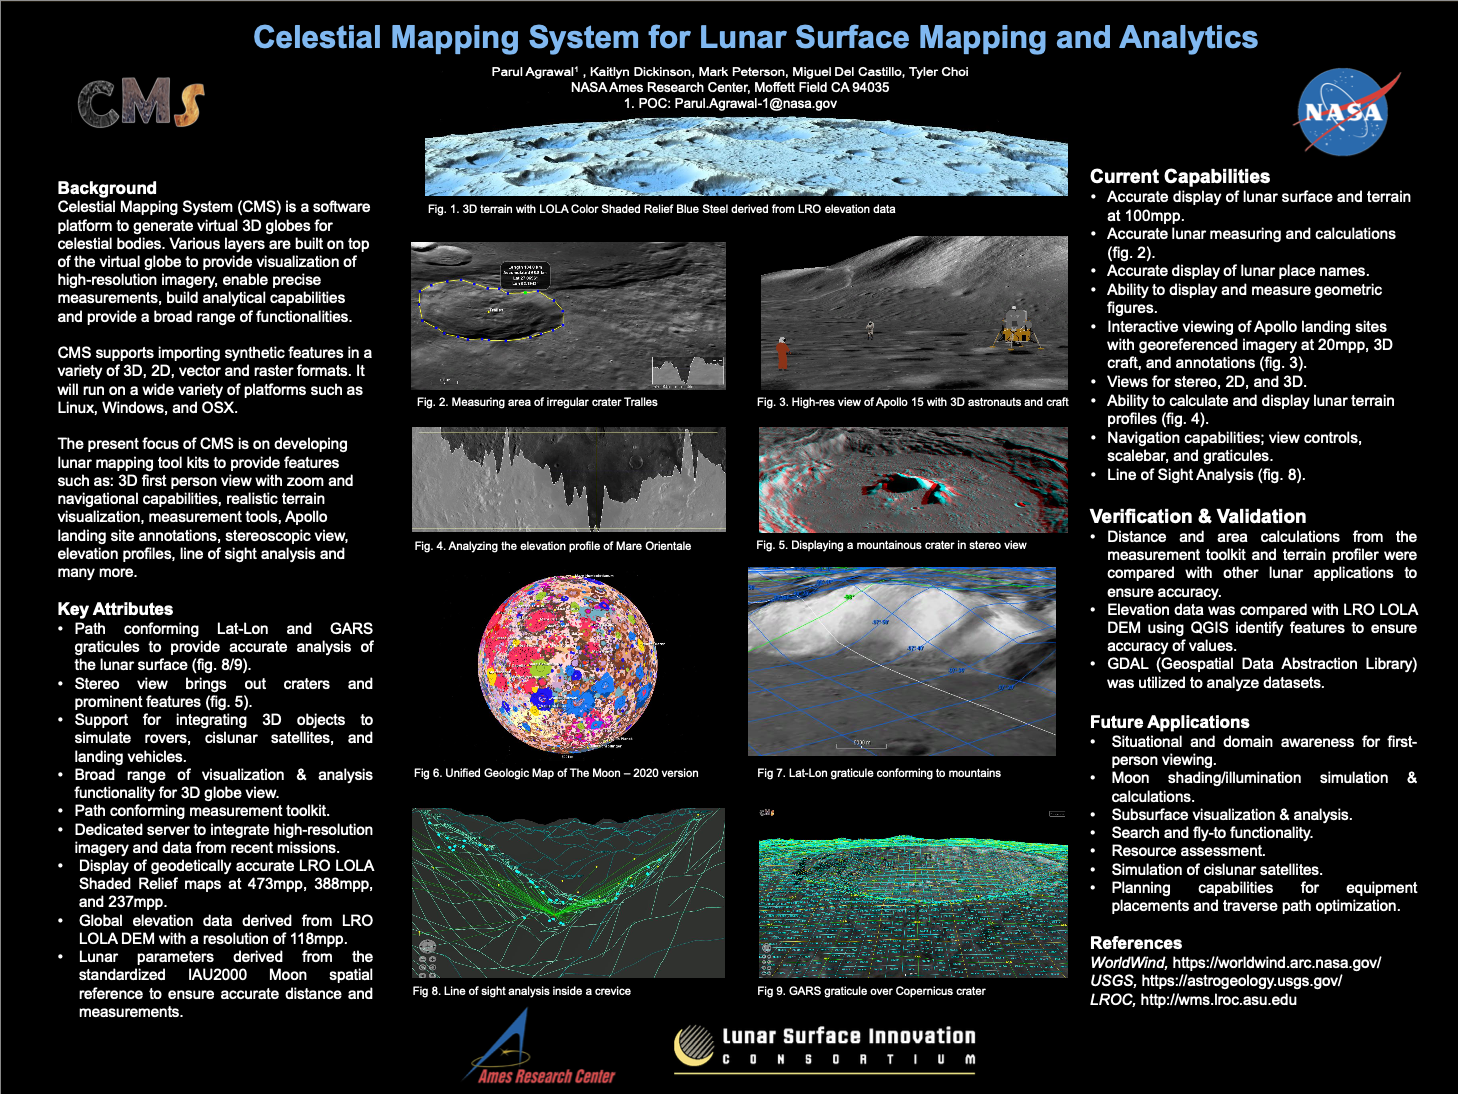 Celestial Mapping System for Lunar Surface Mapping and Analytics
Parul Agrawal¹ , Kaitlyn Dickinson, Mark Peterson, Miguel Del Castillo, Tyler Choi
NASA Ames Research Center, Moffett Field CA 94035
1. POC: Parul.Agrawal-1@nasa.gov
CMS
NASA
Background
Celestial Mapping System (CMS) is a software
platform to generate virtual 3D globes for
celestial bodies. Various layers are built on top
of the virtual globe to provide visualization of
high-resolution imagery, enable precise
measurements, build analytical capabilities
and provide a broad range of functionalities.
CMS supports importing synthetic features in a
variety of 3D, 2D, vector and raster formats. It
will run on a wide variety of platforms such as
Linux, Windows, and OSX.
The present focus of CMS is on developing
lunar mapping tool kits to provide features
such as: 3D first person view with zoom and
navigational capabilities, realistic terrain
visualization, measurement tools, Apollo
landing site annotations, stereoscopic view,
elevation profiles, line of sight analysis and
many more.
Key Attributes
• Path conforming Lat-Lon and GARS
graticules to provide accurate analysis of
the lunar surface (fig. 8/9).
• Stereo view brings out craters and
prominent features (fig. 5).
• Support for integrating 3D objects to
simulate rovers, cislunar satellites, and
landing vehicles.
• Broad range of visualization & analysis
functionality for 3D globe view.
• Path conforming measurement toolkit.
• Dedicated server to integrate high-resolution
imagery and data from recent missions.
• Display of geodetically accurate LRO LOLA
Shaded Relief maps at 473mpp, 388mpp,
and 237mpp.
• Global elevation data derived from LRO
LOLA DEM with a resolution of 118mpp.
• Lunar parameters derived from the
standardized IAU2000 Moon spatial
reference to ensure accurate distance and
measurements.
Fig. 1. 3D terrain with LOLA Color Shaded Relief Blue Steel derived from LRO elevation data
Tralles
Fig. 2. Measuring area of irregular crater Tralles
Fig. 3. High-res view of Apollo 15 with 3D astronauts and craft
Fig. 4. Analyzing the elevation profile of Mare Orientale
Fig. 5. Displaying a mountainous crater in stereo view
Fig 6. Unified Geologic Map of The Moon – 2020 version
Fig 7. Lat-Lon graticule conforming to mountains
CMS
Fig 8. Line of sight analysis inside a crevice
Fig 9. GARS graticule over Copernicus crater
Current Capabilities
• Accurate display of lunar surface and terrain
at 100mpp.
• Accurate lunar measuring and calculations
(fig. 2).
• Accurate display of lunar place names.
• Ability to display and measure geometric
figures.
• Interactive viewing of Apollo landing sites
with georeferenced imagery at 20mpp, 3D
craft, and annotations (fig. 3).
• Views for stereo, 2D, and 3D.
• Ability to calculate and display lunar terrain
profiles (fig. 4).
• Navigation capabilities; view controls,
scalebar, and graticules.
• Line of Sight Analysis (fig. 8).
Verification & Validation
• Distance and area calculations from the
measurement toolkit and terrain profiler were
compared with other lunar applications to
ensure accuracy.
• Elevation data was compared with LRO LOLA
DEM using QGIS identify features to ensure
accuracy of values.
• GDAL (Geospatial Data Abstraction Library)
was utilized to analyze datasets.
Future Applications
• Situational and domain awareness for first-
person viewing.
• Moon shading/illumination simulation &
calculations.
• Subsurface visualization & analysis.
• Search and fly-to functionality.
• Resource assessment.
• Simulation of cislunar satellites.
• Planning capabilities for equipment
placements and traverse path optimization.
References
WorldWind, https://worldwind.arc.nasa.gov/
USGS, https://astrogeology.usgs.gov/
LROC, http://wms.lroc.asu.edu
Ames Research Center
Lunar Surface Innovation
CONSORTIUM